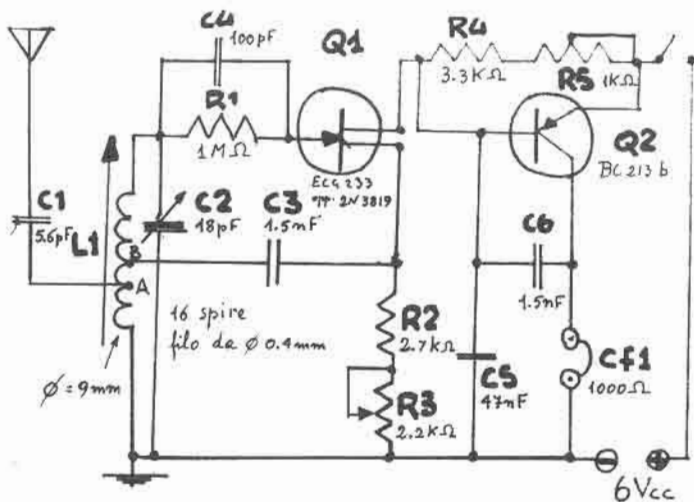 C4
100pF
Q1
R4
3.3KΩ
R5
1KΩ
R1
1MΩ
ECG 233
opp. 2N3819
Q2
BC 213 b
C1
5.6pF
L1
C2
18pF
C3
1.5nF
B
A
C6
1.5nF
16 spire
filo da ø 0.4mm
ø = 9mm
R2
2.7KΩ
R3
2.2KΩ
C5
47nF
Cf1
1000Ω
6Vcc